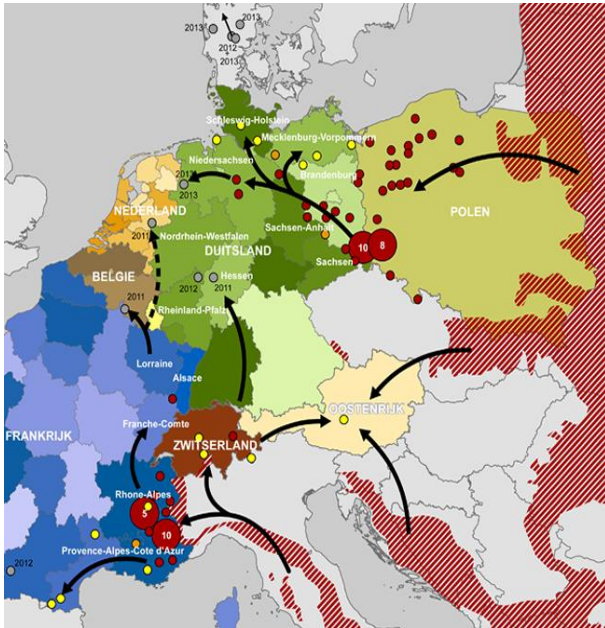 2013
2013
2012
+
2013
Schleswig-Holstein
Mecklenburg-Vorpommern
Niedersachsen
2012
2013
Brandenburg
POLEN
NEDERLAND
2011
Nordrhein-Westfalen
Sachsen-Anhalt
DUITSLAND
10
8
BELGIE
Sachsen
Hessen
2012
2011
2011
Rheinland-Pfalz
Lorraine
Alsace
OOSTENRIJK
Franche-Comte
FRANKRIJK
ZWITSERLAND
Rhone-Alpes
5
10
Provence-Alpes-Cote d'Azur
2012